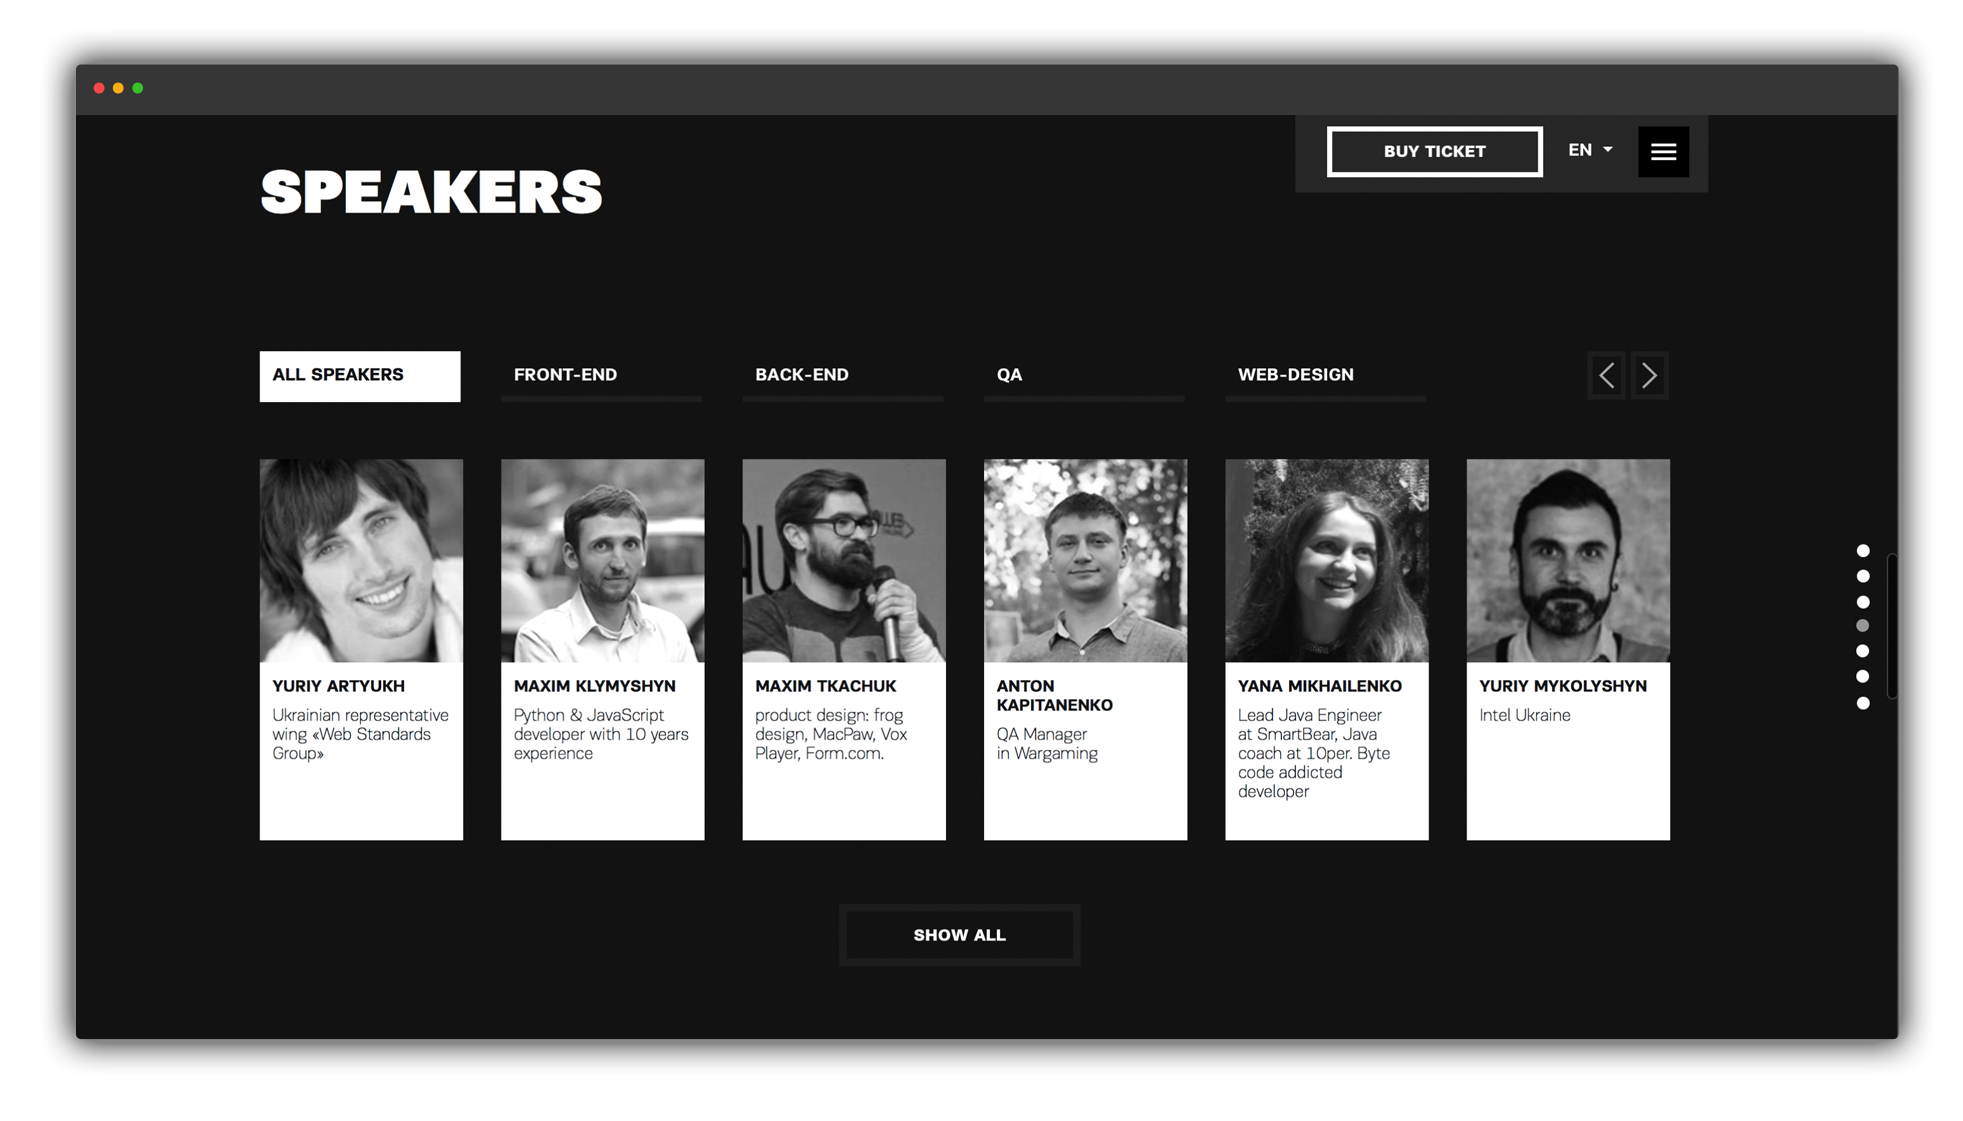 BUY TICKET
EN
SPEAKERS
ALL SPEAKERS
FRONT-END
BACK-END
QA
WEB-DESIGN
YURIY ARTYUKH
Ukrainian representative
wing «Web Standards
Group»
MAXIM KLYMYSHYN
Python & JavaScript
developer with 10 years
experience
MAXIM TKACHUK
product design: frog
design, MacPaw, Vox
Player, Form.com.
ANTON
KAPITANENKO
QA Manager
in Wargaming
YANA MIKHAILENKO
Lead Java Engineer
at SmartBear, Java
coach at 10per. Byte
code addicted
developer
YURIY MYKOLYSHYN
Intel Ukraine
SHOW ALL